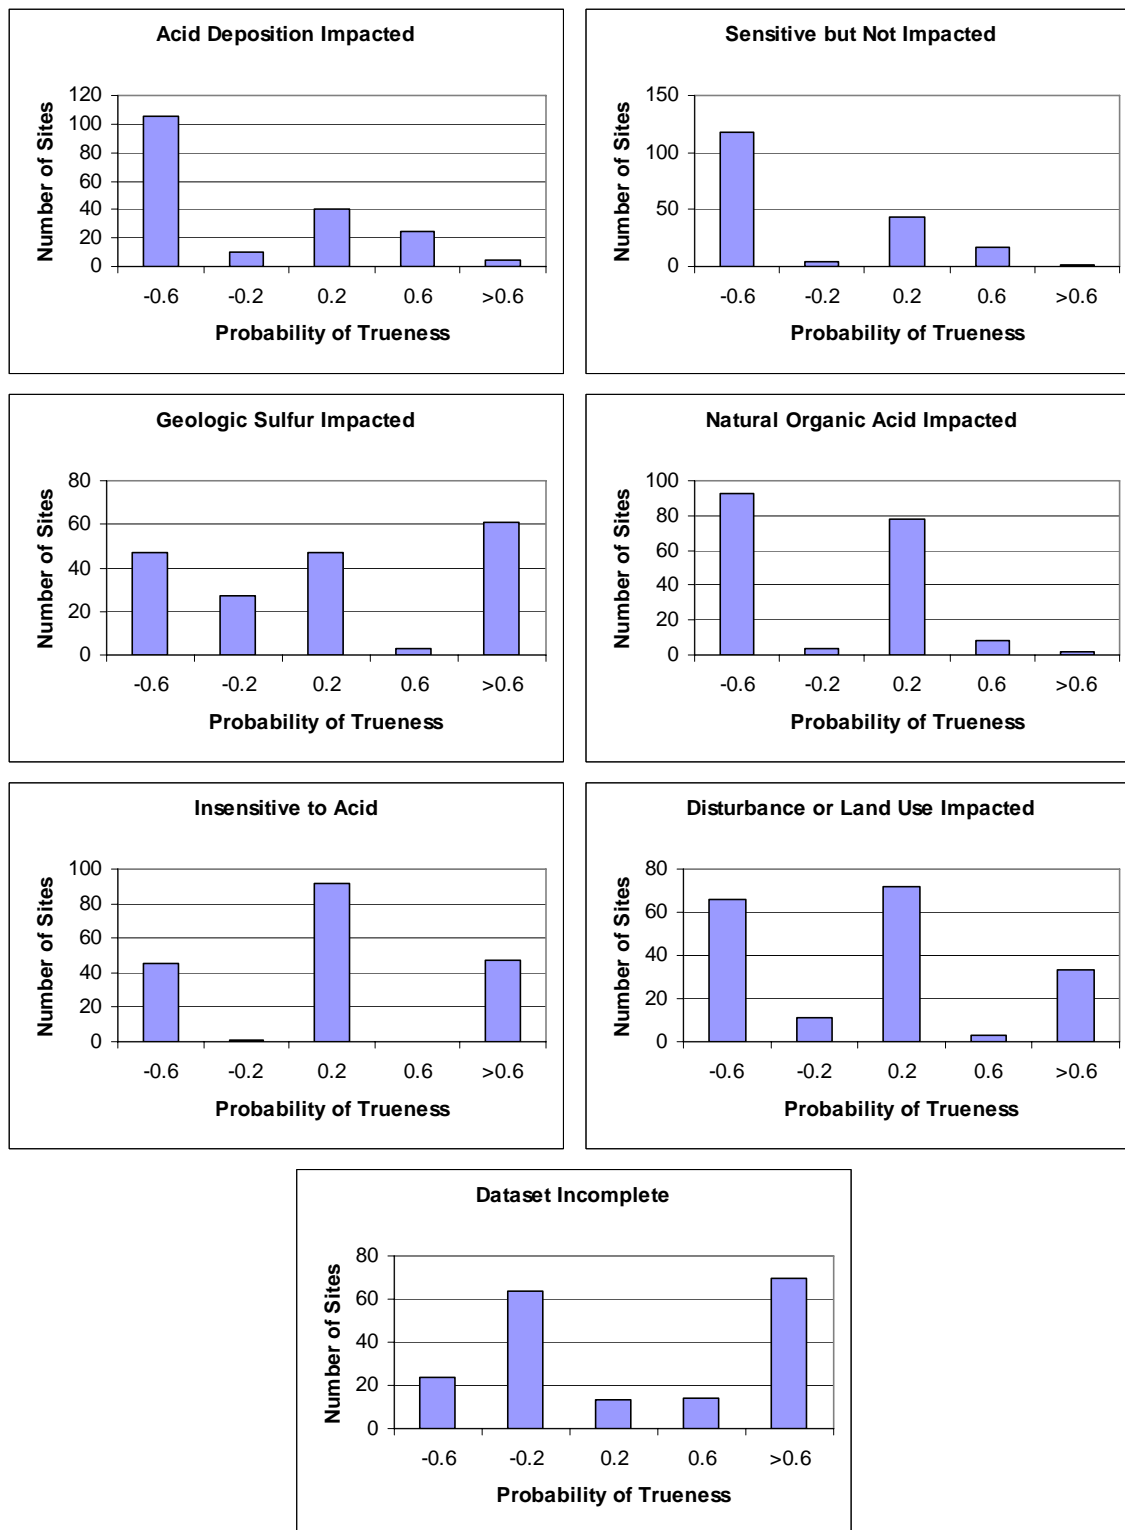 Acid Deposition Impacted
Number of Sites
120
100
80
60
40
20
0
-0.6 -0.2 0.2 0.6 >0.6
Probability of Trueness
Sensitive but Not Impacted
Number of Sites
150
100
50
0
-0.6 -0.2 0.2 0.6 >0.6
Probability of Trueness
Geologic Sulfur Impacted
Number of Sites
80
60
40
20
0
-0.6 -0.2 0.2 0.6 >0.6
Probability of Trueness
Natural Organic Acid Impacted
Number of Sites
100
80
60
40
20
0
-0.6 -0.2 0.2 0.6 >0.6
Probability of Trueness
Insensitive to Acid
Number of Sites
100
80
60
40
20
0
-0.6 -0.2 0.2 0.6 >0.6
Probability of Trueness
Disturbance or Land Use Impacted
Number of Sites
80
60
40
20
0
-0.6 -0.2 0.2 0.6 >0.6
Probability of Trueness
Dataset Incomplete
Number of Sites
80
60
40
20
0
-0.6 -0.2 0.2 0.6 >0.6
Probability of Trueness